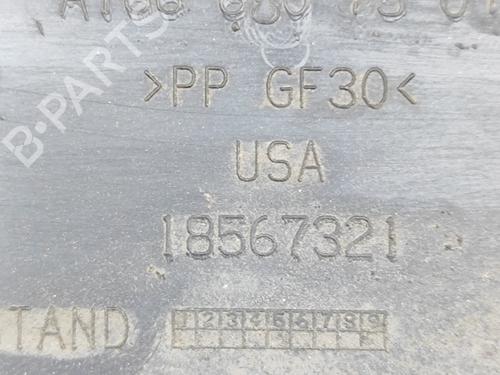 B-PARTS
>PP GF30<
USA
18567321
TAND 123456789